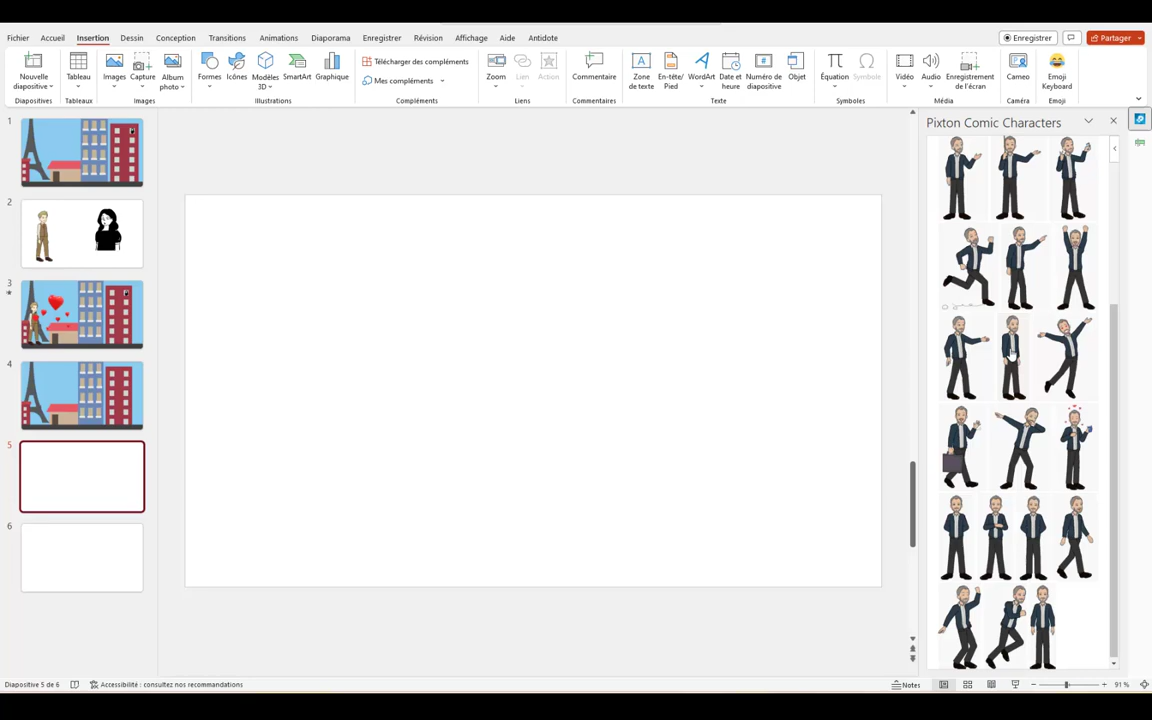 Fichier Accueil Insertion Dessin Conception Transitions Animations Diaporama Enregistrer Révision Affichage Aide Antidote Enregistrer Partager
Nouvelle diapositive
Tableau
Images Capture Album photo
Formes Icônes Modèles 3D SmartArt Graphique
Télécharger des compléments
Mes compléments
Zoom Lien Action
Commentaire
Zone de texte En-tête/ Pied WordArt Date et heure Numéro de diapositive Objet
Équation Symbole
Vidéo Audio Enregistrement de l'écran
Cameo
Emoji Keyboard
Diapositives Tableaux Images Illustrations Compléments Liens Commentaires Texte Symboles Média Caméra Emoji
Pixton Comic Characters
1
2
3
4
5
6
Diapositive 5 de 6 Accessibilité : consultez nos recommandations Notes 91 %